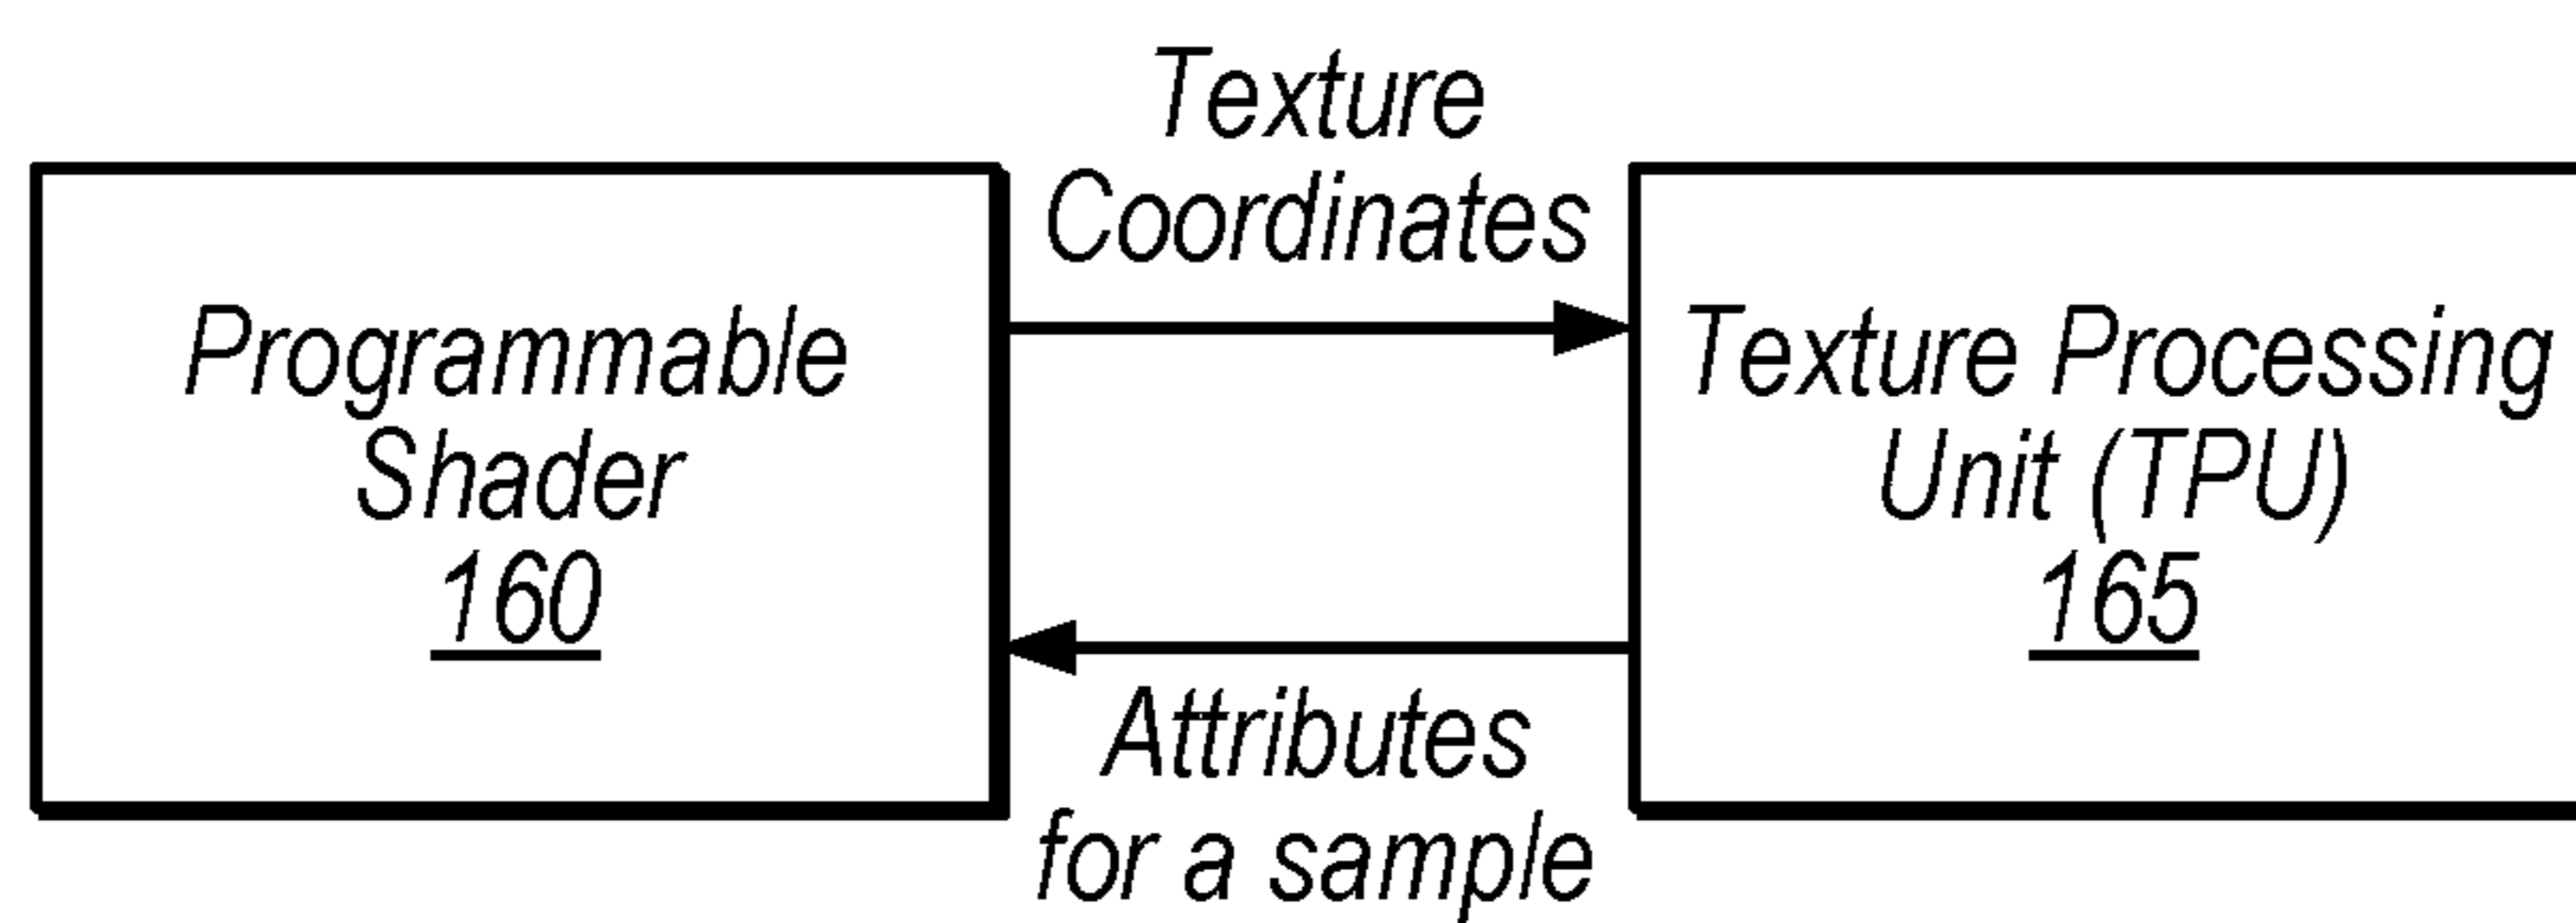 Texture
Coordinates
Programmable
Shader
160
Texture Processing
Unit (TPU)
165
Attributes
for a sample